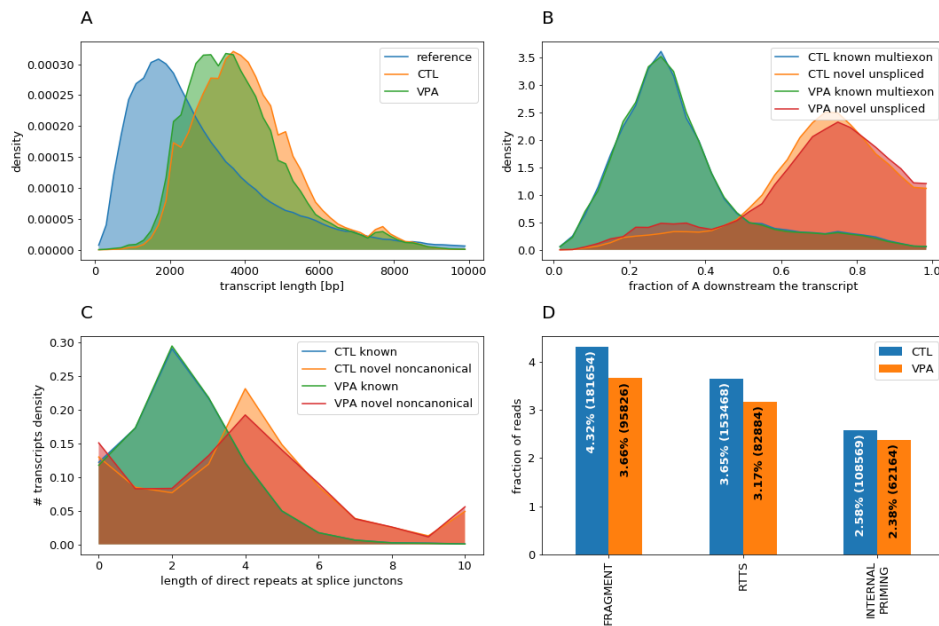 A
reference
CTL
VPA
density
0.00030
0.00025
0.00020
0.00015
0.00010
0.00005
0.00000
0
2000
4000
6000
8000
10000
transcript length [bp]
B
CTL known multiexon
CTL novel unspliced
VPA known multiexon
VPA novel unspliced
density
3.5
3.0
2.5
2.0
1.5
1.0
0.5
0.0
0.0
0.2
0.4
0.6
0.8
1.0
fraction of A downstream the transcript
C
CTL known
CTL novel noncanonical
VPA known
VPA novel noncanonical
# transcripts density
0.30
0.25
0.20
0.15
0.10
0.05
0.00
0
2
4
6
8
10
length of direct repeats at splice junctons
D
CTL
VPA
fraction of reads
4
3
2
1
0
4.32% (181654)
3.66% (95826)
3.65% (153468)
3.17% (82884)
2.58% (108569)
2.38% (62164)
FRAGMENT
RTTS
INTERNAL
PRIMING